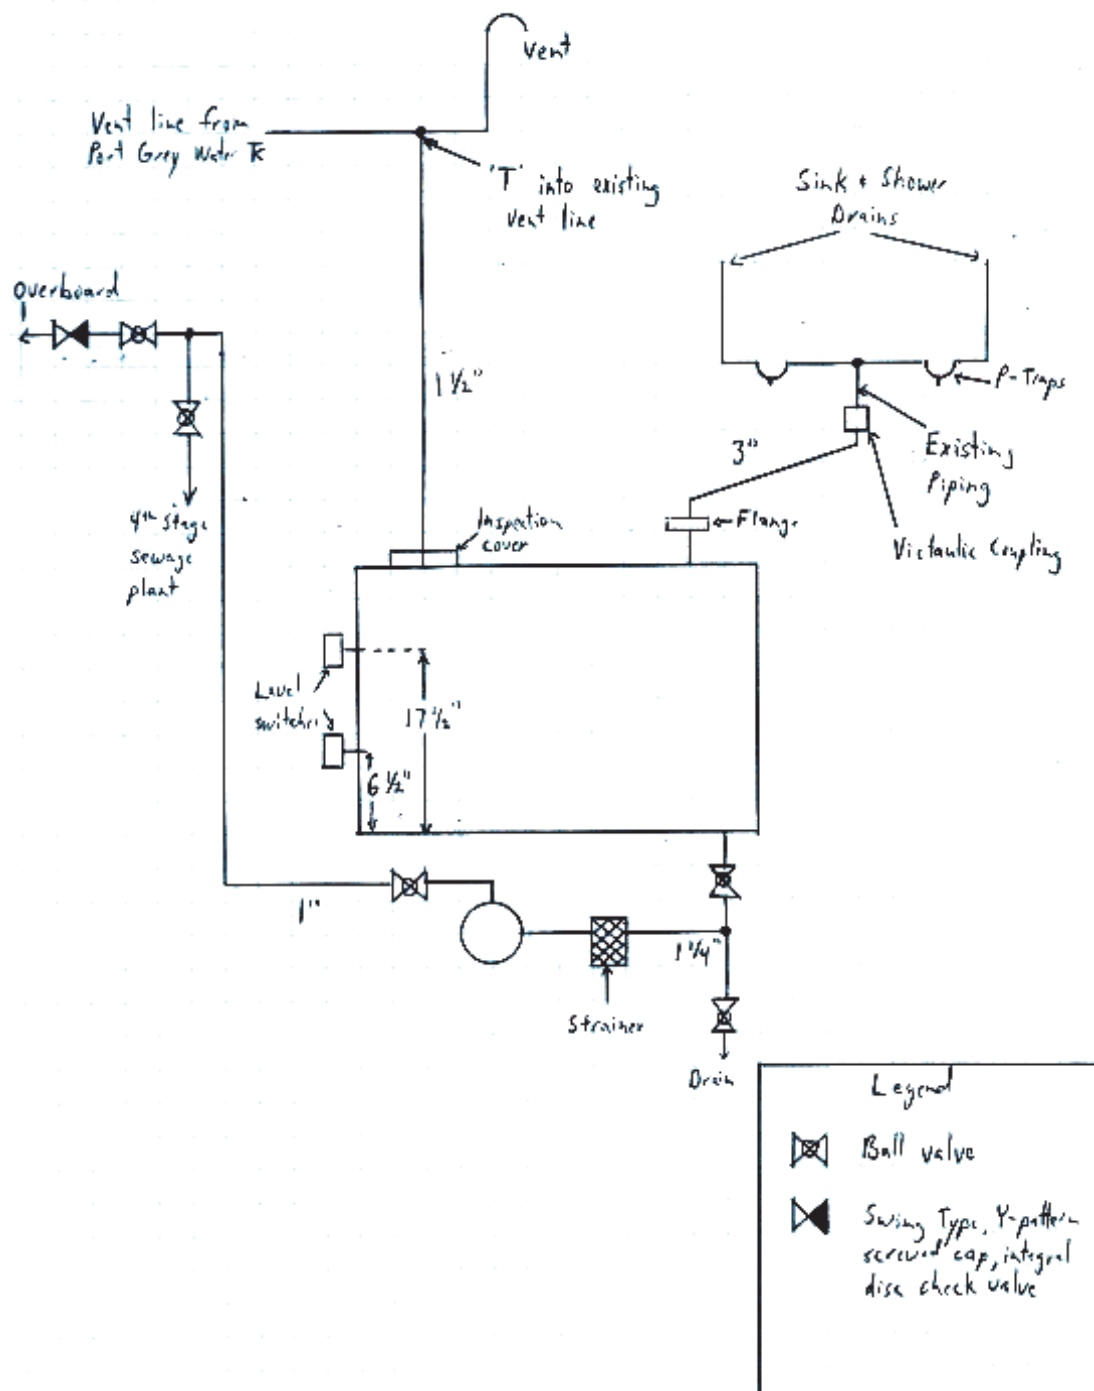 Vent
Vent line from
Port Grey Water Tk
'T' into existing
vent line
Sink & Shower
Drains
Overboard
1 1/2"
P-Traps
3"
Existing
Piping
4th stage
sewage
plant
Inspection
cover
Flange
Victaulic Coupling
Level
switches
17 1/2"
6 1/2"
1"
1 1/4"
Strainer
Drain
Legend
Ball valve
Swing Type, Y-pattern
screwed cap, integral
disc check valve